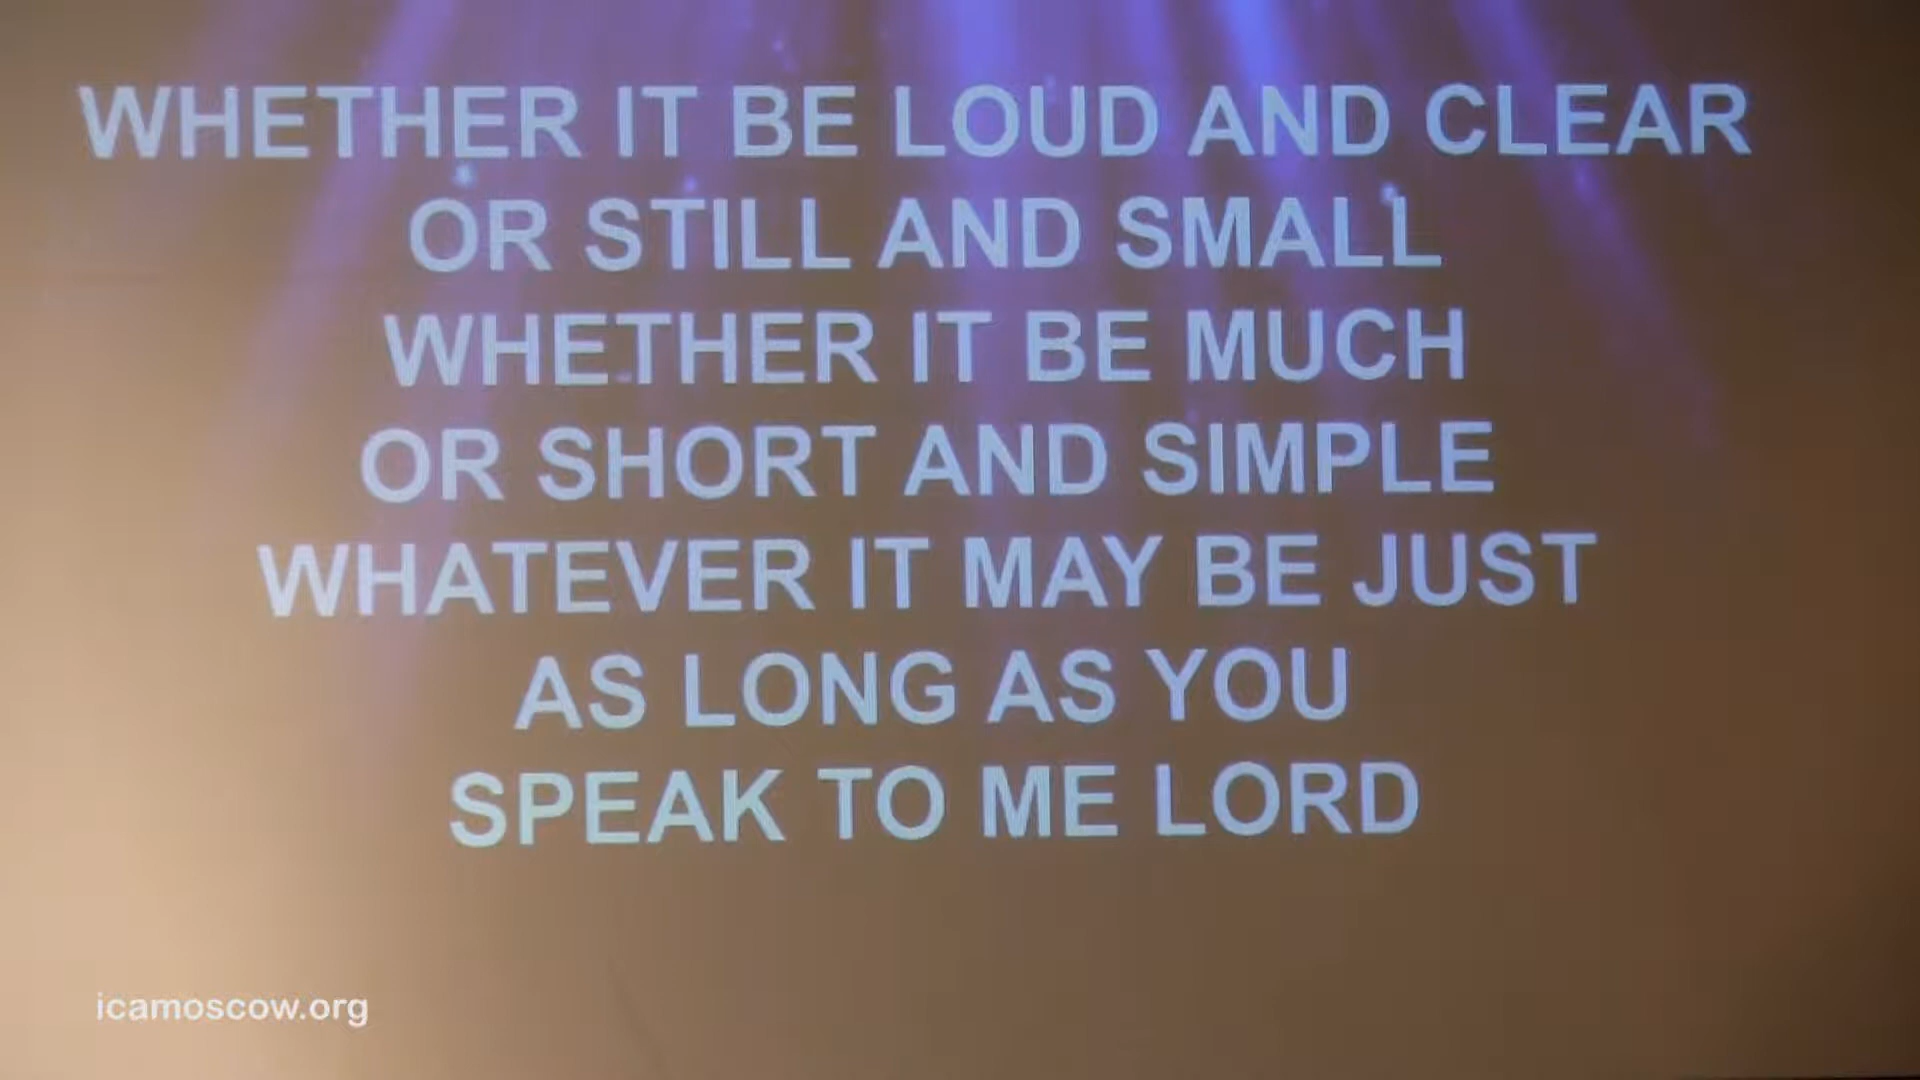 WHETHER IT BE LOUD AND CLEAR
OR STILL AND SMALL
WHETHER IT BE MUCH
OR SHORT AND SIMPLE
WHATEVER IT MAY BE JUST
AS LONG AS YOU
SPEAK TO ME LORD
icamoscow.org